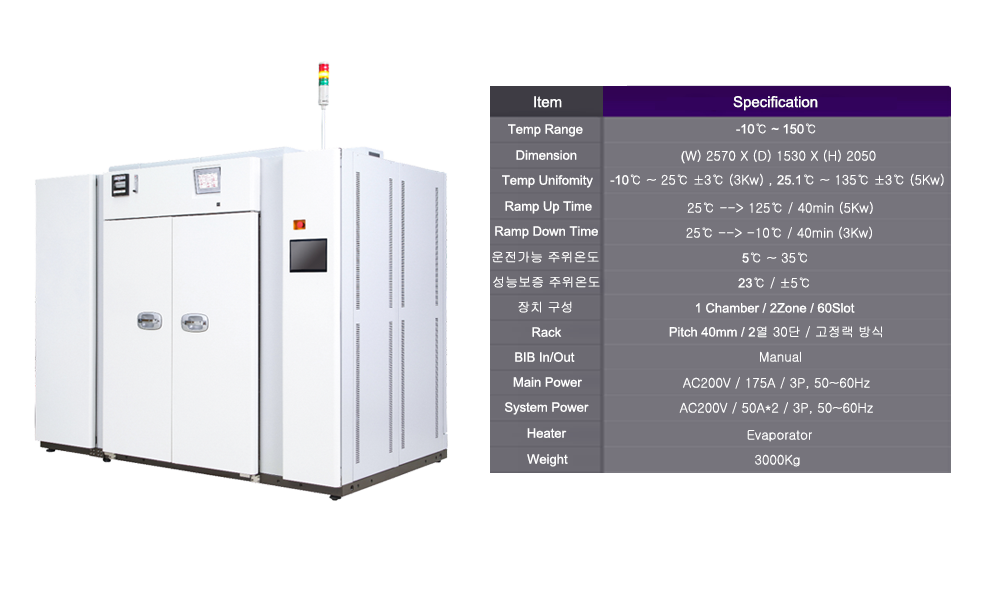 Item Specification
Temp Range -10℃ ~ 150℃
Dimension (W) 2570 X (D) 1530 X (H) 2050
Temp Unifomity -10℃ ~ 25℃ ±3℃ (3Kw) , 25.1℃ ~ 135℃ ±3℃ (5Kw)
Ramp Up Time 25℃ --> 125℃ / 40min (5Kw)
Ramp Down Time 25℃ --> -10℃ / 40min (3Kw)
운전가능 주위온도 5℃ ~ 35℃
성능보증 주위온도 23℃ / ±5℃
장치 구성 1 Chamber / 2Zone / 60Slot
Rack Pitch 40mm / 2열 30단 / 고정랙 방식
BIB In/Out Manual
Main Power AC200V / 175A / 3P, 50~60Hz
System Power AC200V / 50A*2 / 3P, 50~60Hz
Heater Evaporator
Weight 3000Kg